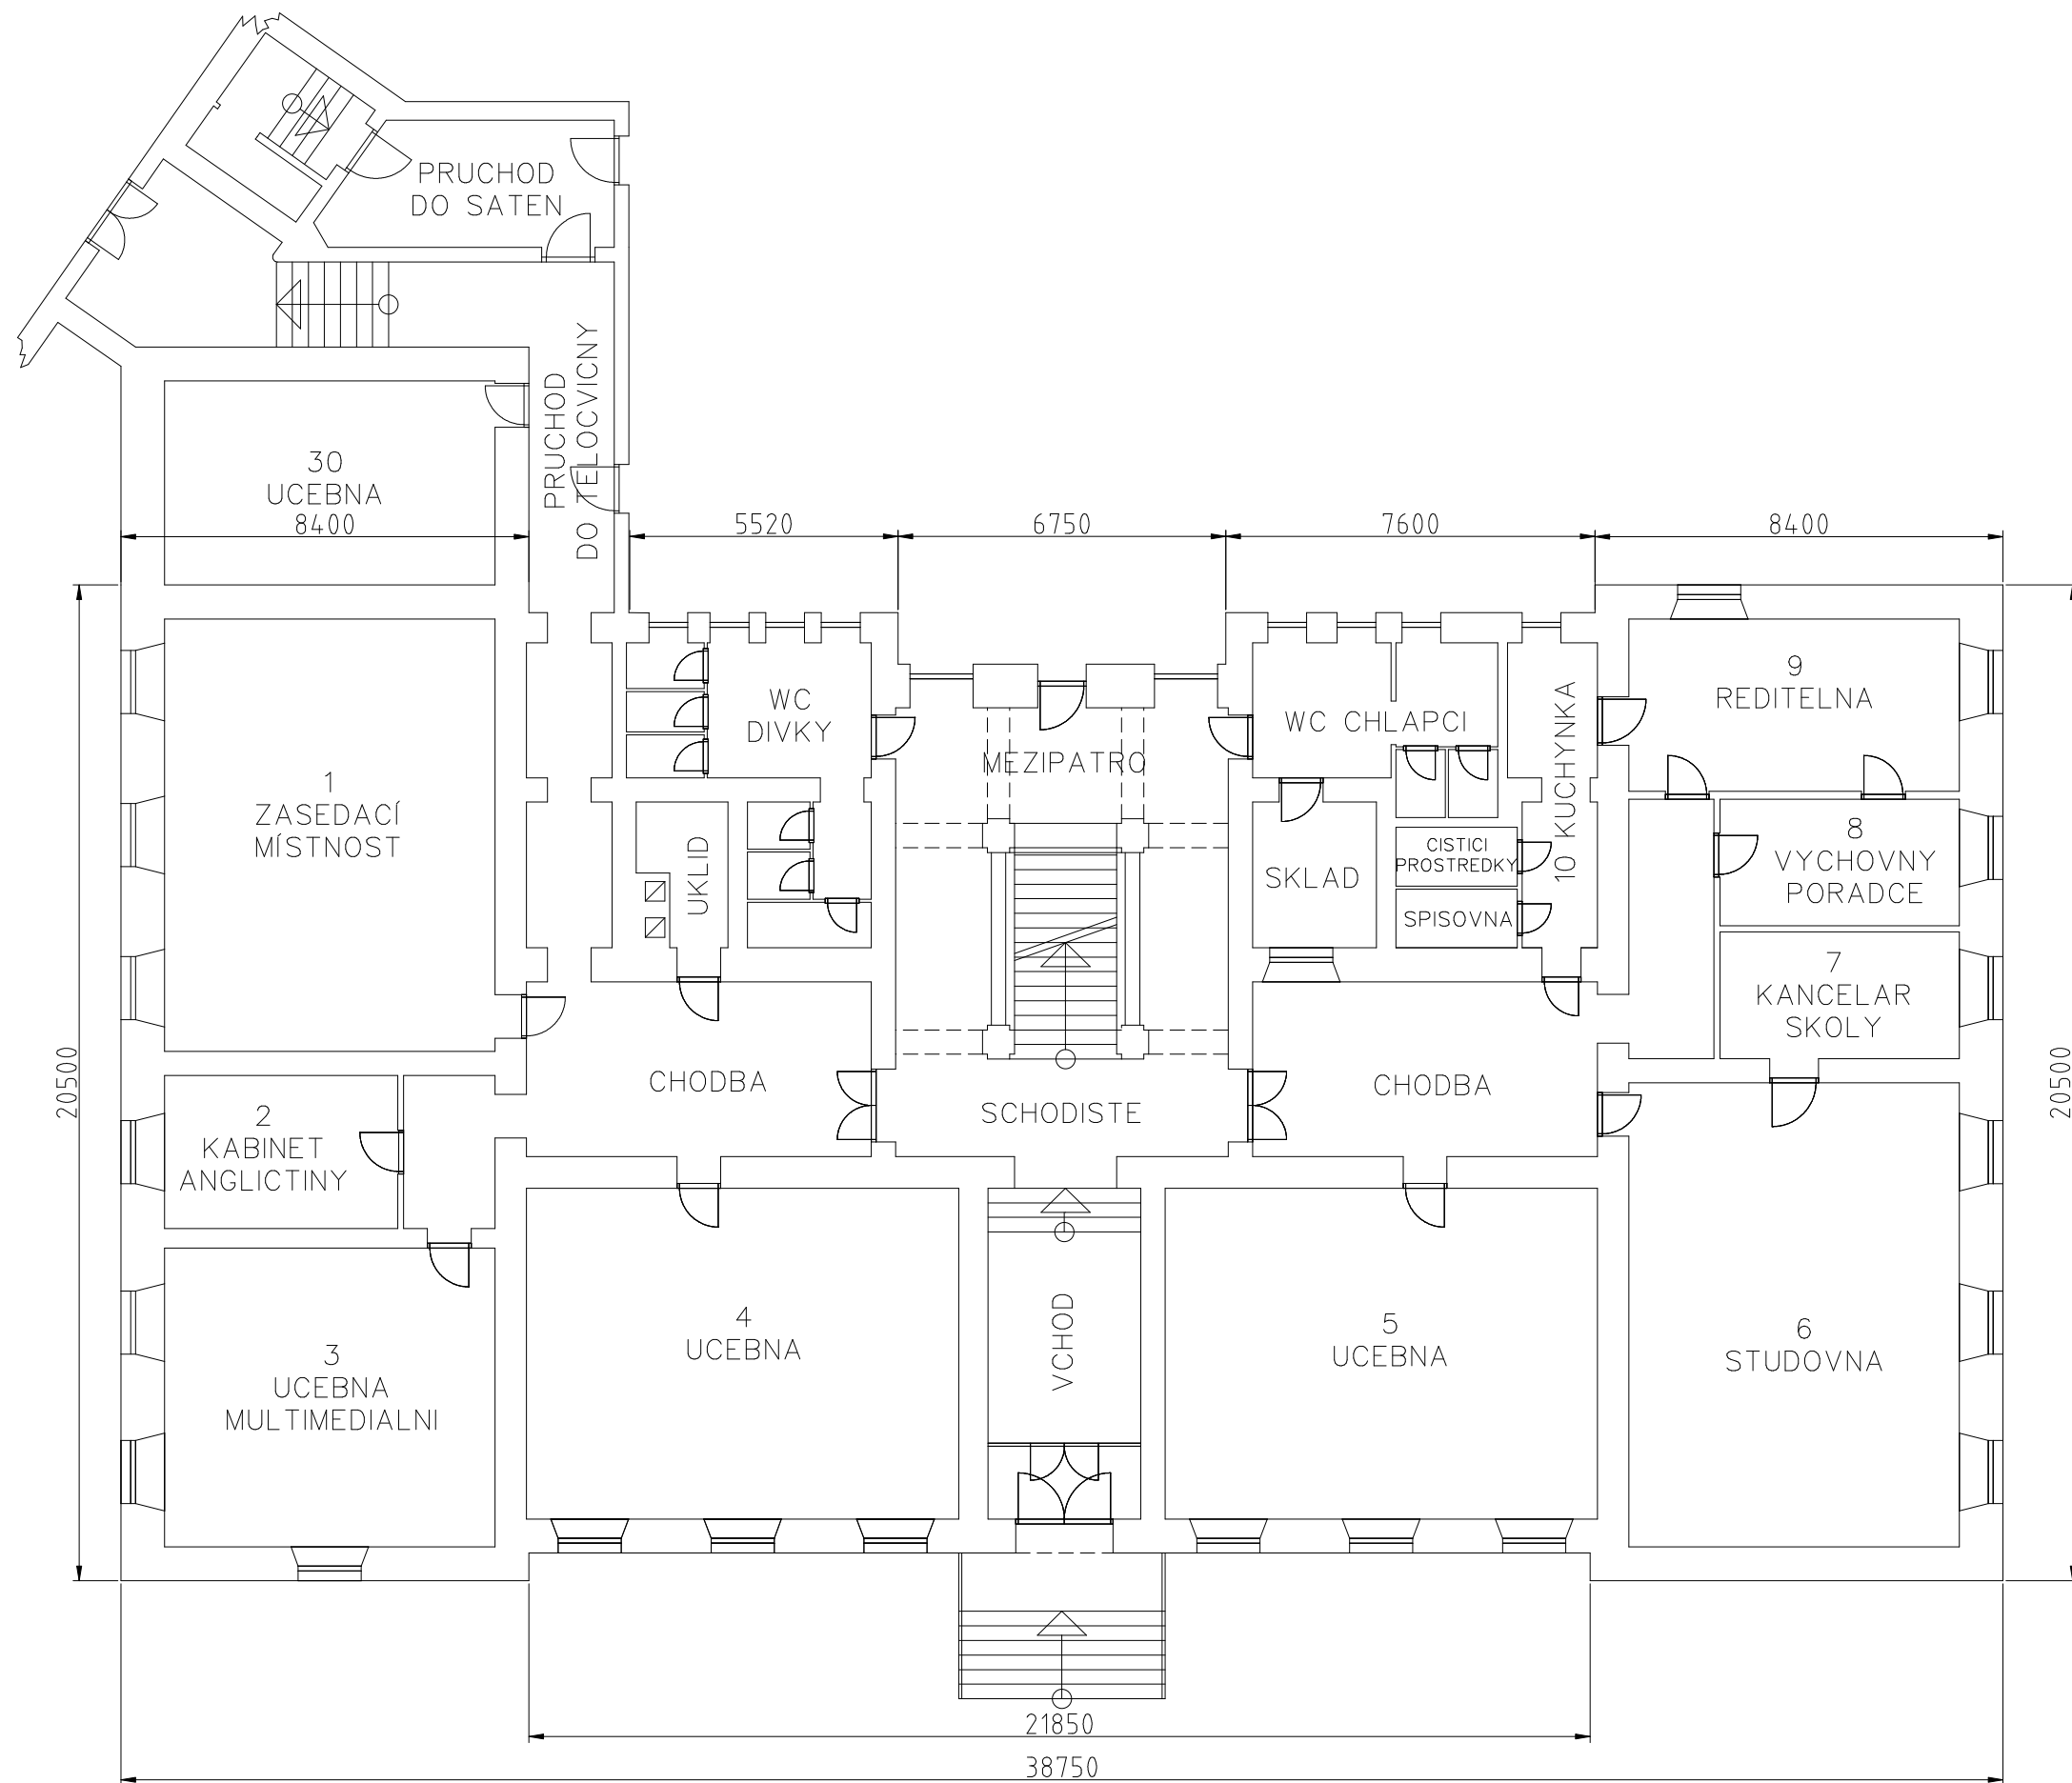 PRUCHOD
DO SATEN
PRUCHOD
DO TELOCVICNY
30
UCEBNA
8400
5520
6750
7600
8400
9
REDITELNA
WC
DIVKY
WC CHLAPCI
10 KUCHYNKA
MEZIPATRO
1
ZASEDACÍ
MÍSTNOST
8
VYCHOVNY
PORADCE
UKLID
SKLAD
CISTICI
PROSTREDKY
SPISOVNA
7
KANCELAR
SKOLY
20500
20500
CHODBA
SCHODISTE
CHODBA
2
KABINET
ANGLICTINY
4
UCEBNA
VCHOD
5
UCEBNA
6
STUDOVNA
3
UCEBNA
MULTIMEDIALNI
21850
38750